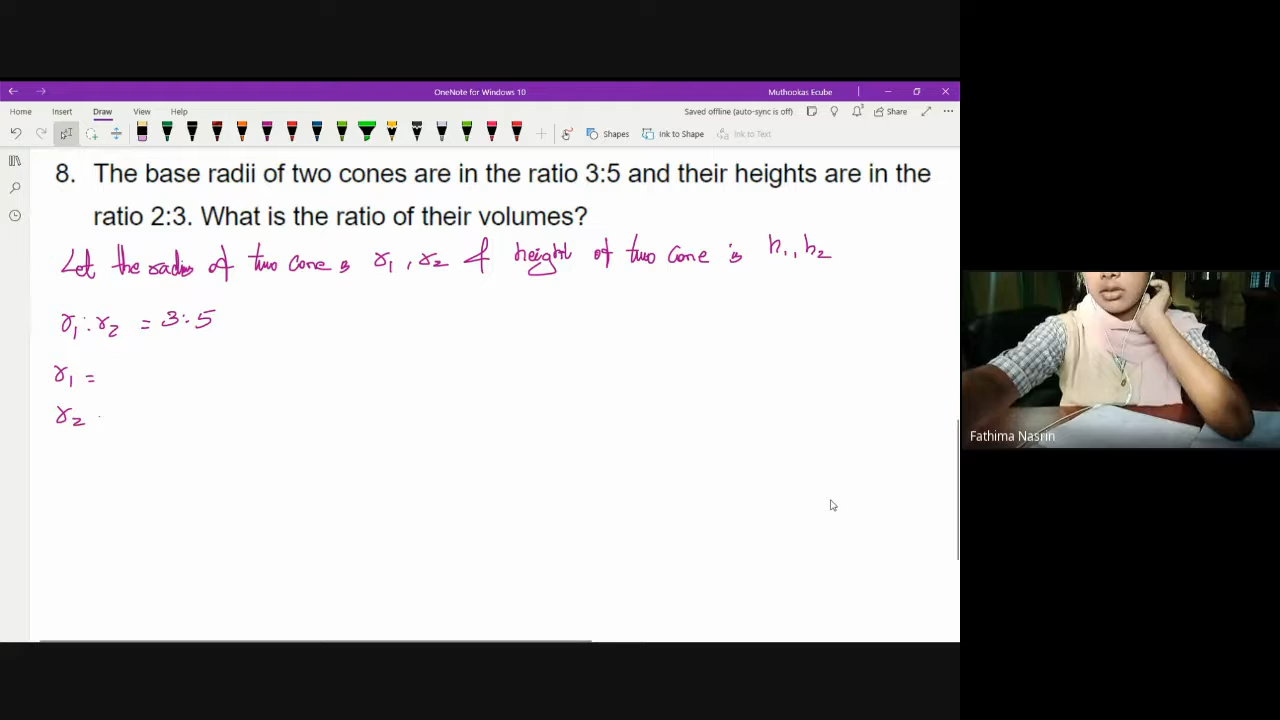 OneNote for Windows 10
Muthookas Ecube
Home Insert Draw View Help
Saved offline (auto-sync is off)
Share
Shapes
Ink to Shape
Ink to Text
8. The base radii of two cones are in the ratio 3:5 and their heights are in the
ratio 2:3. What is the ratio of their volumes?
Let the radius of two cone is r₁, r₂ & height of two cone is h₁, h₂
r₁:r₂ = 3:5
r₁ =
r₂
Fathima Nasrin